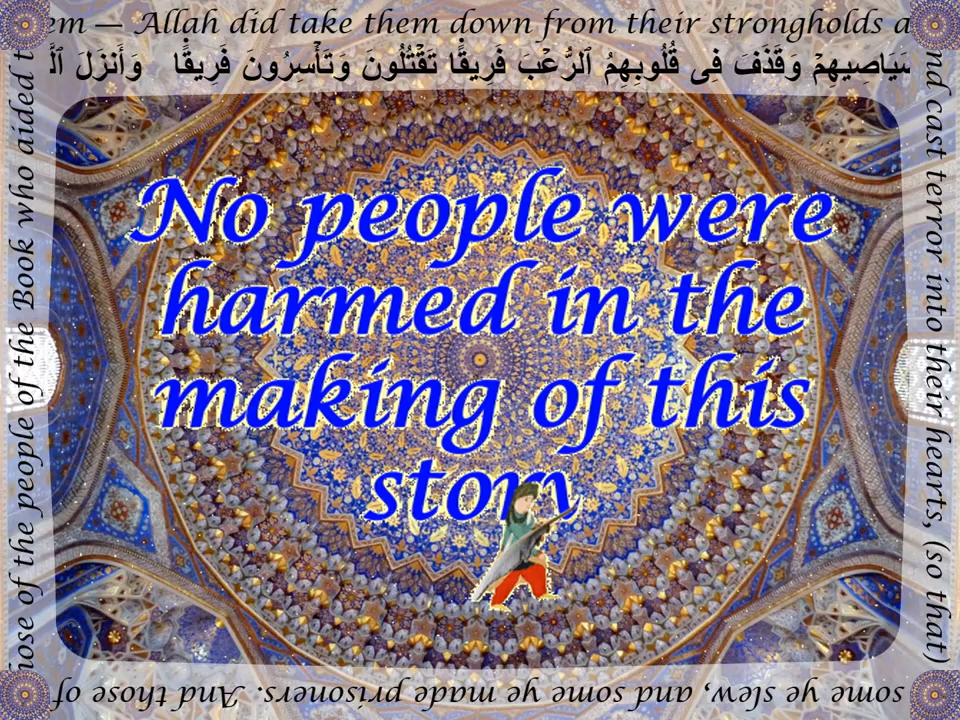 em — Allah did take them down from their strongholds a
صَيَاصِيهِمۡ وَقَذَفَ فِى قُلُوبِهِمُ ٱلرُّعۡبَ فَرِيقًا تَقۡتُلُونَ وَتَأۡسِرُونَ فَرِيقًا وَأَنزَلَ
nd cast terror into their hearts, (so that)
No people were
harmed in the
making of this
story
some ye slew, and some ye made prisoners. And those of
hose of the people of the Book who aided t